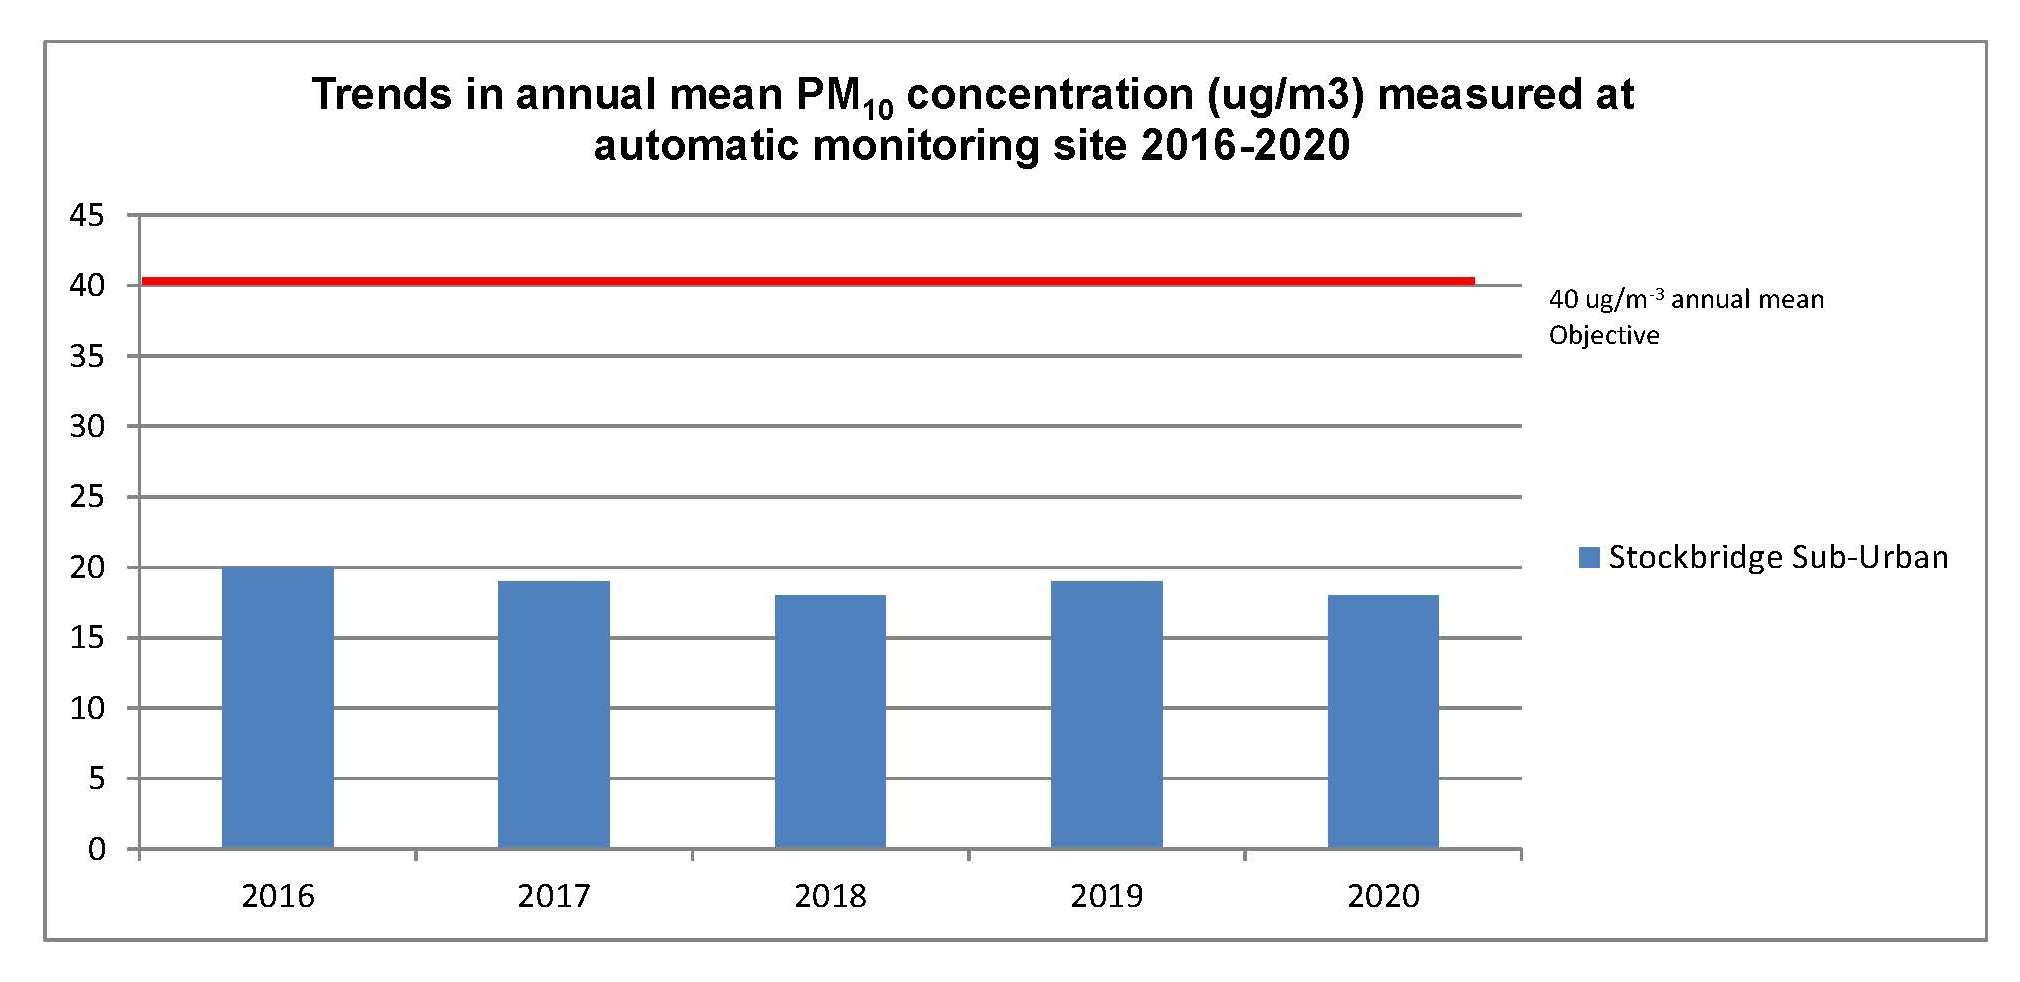 Trends in annual mean PM10 concentration (ug/m3) measured at
automatic monitoring site 2016-2020
45
40
35
30
25
20
15
10
5
0
40 ug/m-3 annual mean
Objective
Stockbridge Sub-Urban
2016 2017 2018 2019 2020